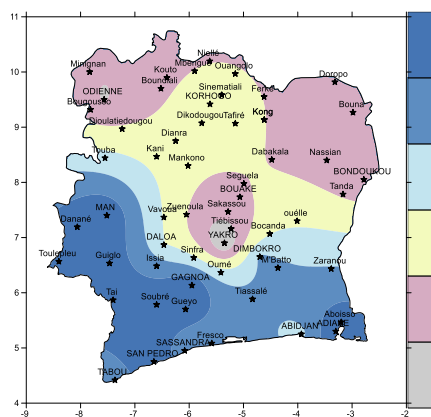 11
10
9
8
7
6
5
4
-9
-8
-7
-6
-5
-4
-3
-2
Niellé
Minignan
Mbengué
Kouto
Ouangolo
Boundiali
Doropo
ODIENNE
Sinematiali
KORHOGO
Ferké
Bougousso
Bouna
Kong
Dikodougou
Tafiré
Dioulatiedougou
Dianra
Touba
Kani
Mankono
Dabakala
Nassian
BONDOUKOU
Seguela
BOUAKE
Tanda
MAN
Vavoua
Zuenoula
Sakassou
ouélle
Danané
Tiébissou
Bocanda
DALOA
YAKRO
Toulepleu
Guiglo
Issia
Sinfra
DIMBOKRO
Oumé
M'Batto
Zaranou
GAGNOA
Tai
Soubré
Gueyo
Tiassalé
Aboisso
ABIDJAN
ADIAKE
Fresco
SASSANDRA
SAN PEDRO
TABOU